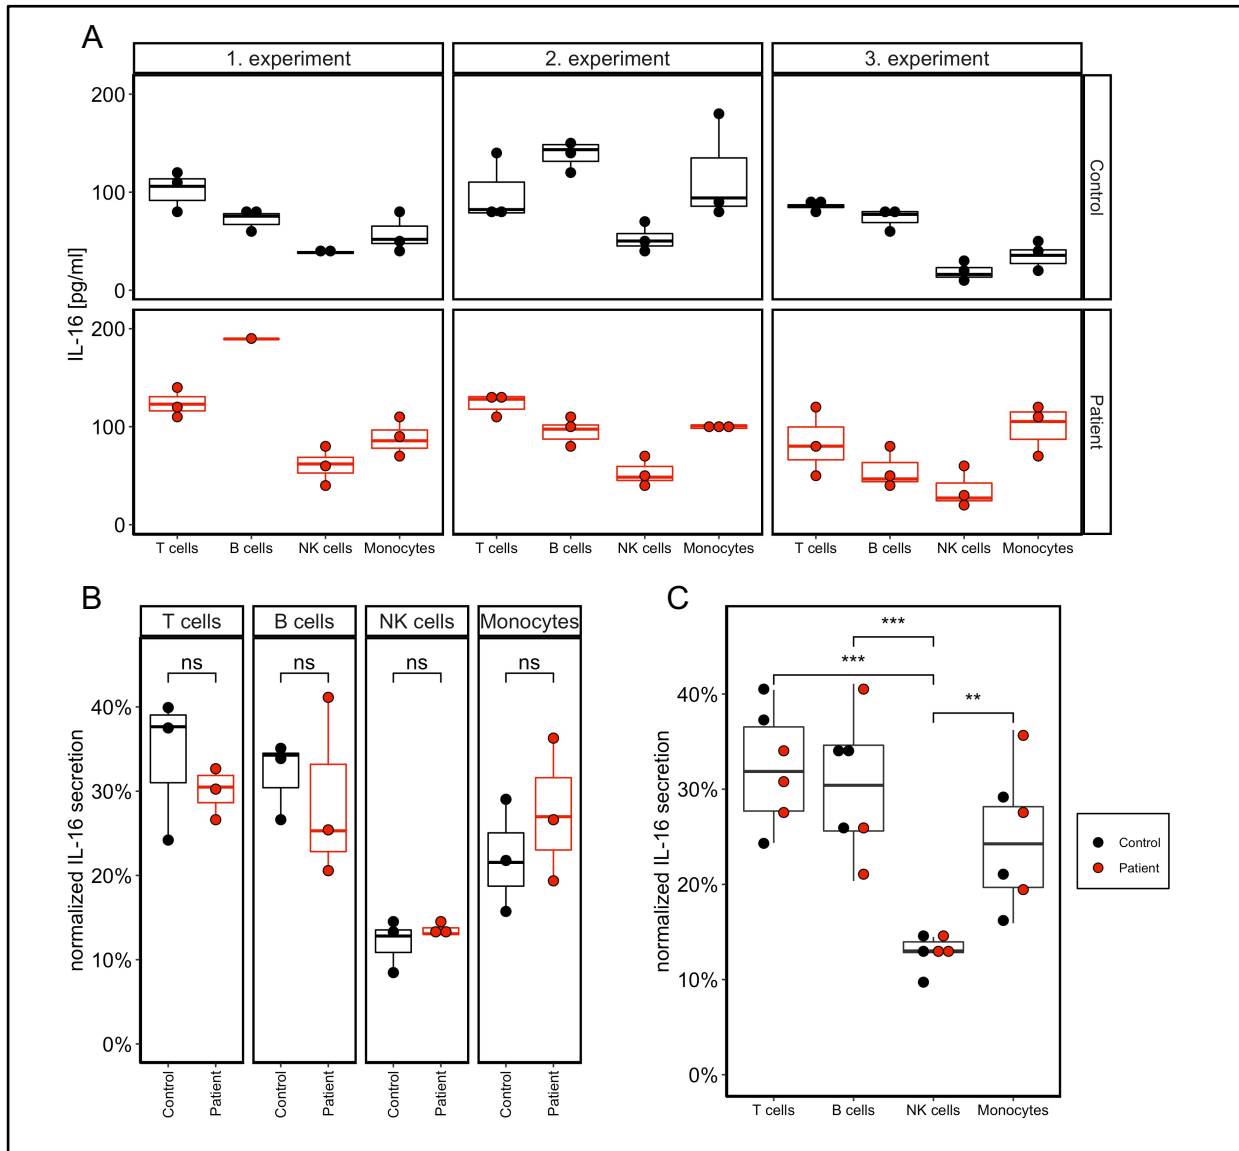 A
1. experiment 2. experiment 3. experiment
200
100
0
Control
IL-16 [pg/ml]
200
100
0
Patient
T cells B cells NK cells Monocytes T cells B cells NK cells Monocytes T cells B cells NK cells Monocytes
B
T cells B cells NK cells Monocytes
ns ns ns ns
40%
30%
20%
10%
0%
normalized IL-16 secretion
Control Patient Control Patient Control Patient Control Patient
C
***
***
**
40%
30%
20%
10%
0%
normalized IL-16 secretion
T cells B cells NK cells Monocytes
Control
Patient